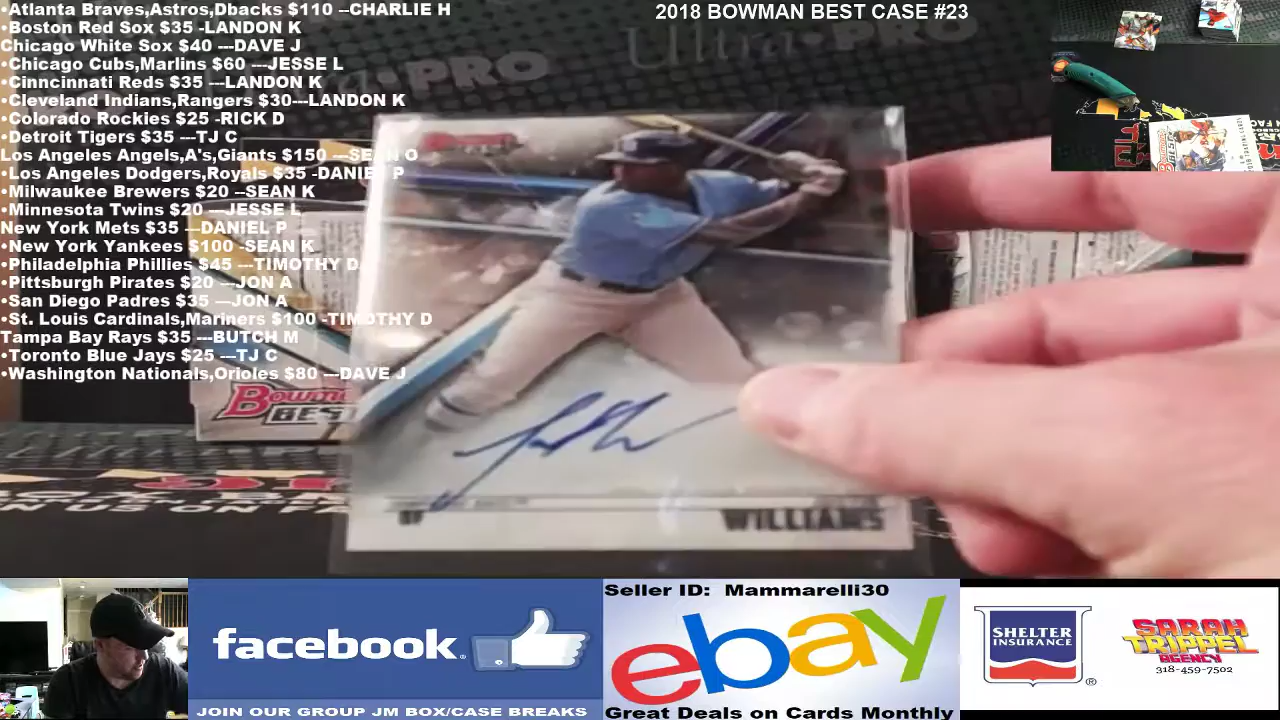 •Atlanta Braves,Astros,Dbacks $110 --CHARLIE H
•Boston Red Sox $35 -LANDON K
Chicago White Sox $40 ---DAVE J
•Chicago Cubs,Marlins $60 ---JESSE L
•Cinncinnati Reds $35 ---LANDON K
•Cleveland Indians,Rangers $30---LANDON K
•Colorado Rockies $25 -RICK D
•Detroit Tigers $35 ---TJ C
Los Angeles Angels,A's,Giants $150 ---SEAN O
•Los Angeles Dodgers,Royals $35 -DANIEL P
•Milwaukee Brewers $20 --SEAN K
•Minnesota Twins $20 ---JESSE L
New York Mets $35 ---DANIEL P
•New York Yankees $100 -SEAN K
•Philadelphia Phillies $45 ---TIMOTHY D
•Pittsburgh Pirates $20 ---JON A
•San Diego Padres $35 ---JON A
•St. Louis Cardinals,Mariners $100 -TIMOTHY D
Tampa Bay Rays $35 ---BUTCH M
•Toronto Blue Jays $25 ---TJ C
•Washington Nationals,Orioles $80 ---DAVE J
2018 BOWMAN BEST CASE #23
Ultra·PRO
PRO
WILLIAMS
BEST
facebook
JOIN OUR GROUP JM BOX/CASE BREAKS
Seller ID: Mammarelli30
ebay
Great Deals on Cards Monthly
SHELTER
INSURANCE
®
SARAH
TRIPPEL
AGENCY
318-459-7502